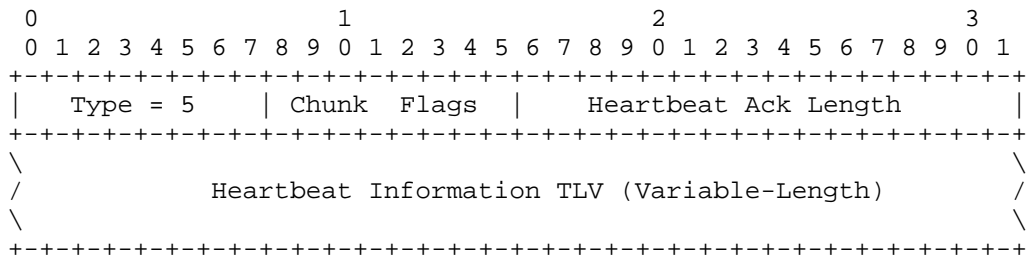 0                   1                   2                   3
 0 1 2 3 4 5 6 7 8 9 0 1 2 3 4 5 6 7 8 9 0 1 2 3 4 5 6 7 8 9 0 1
+-+-+-+-+-+-+-+-+-+-+-+-+-+-+-+-+-+-+-+-+-+-+-+-+-+-+-+-+-+-+-+-+
|   Type = 5    | Chunk  Flags  |    Heartbeat Ack Length       |
+-+-+-+-+-+-+-+-+-+-+-+-+-+-+-+-+-+-+-+-+-+-+-+-+-+-+-+-+-+-+-+-+
\                                                               \
/            Heartbeat Information TLV (Variable-Length)        /
\                                                               \
+-+-+-+-+-+-+-+-+-+-+-+-+-+-+-+-+-+-+-+-+-+-+-+-+-+-+-+-+-+-+-+-+